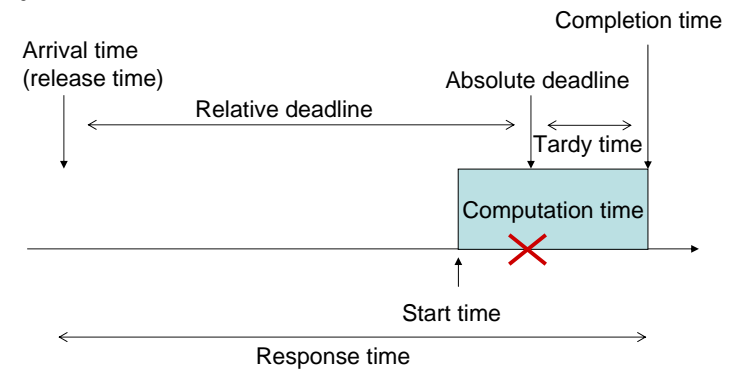 Completion time
Arrival time
(release time)
Absolute deadline
Relative deadline
Tardy time
Computation time
Start time
Response time